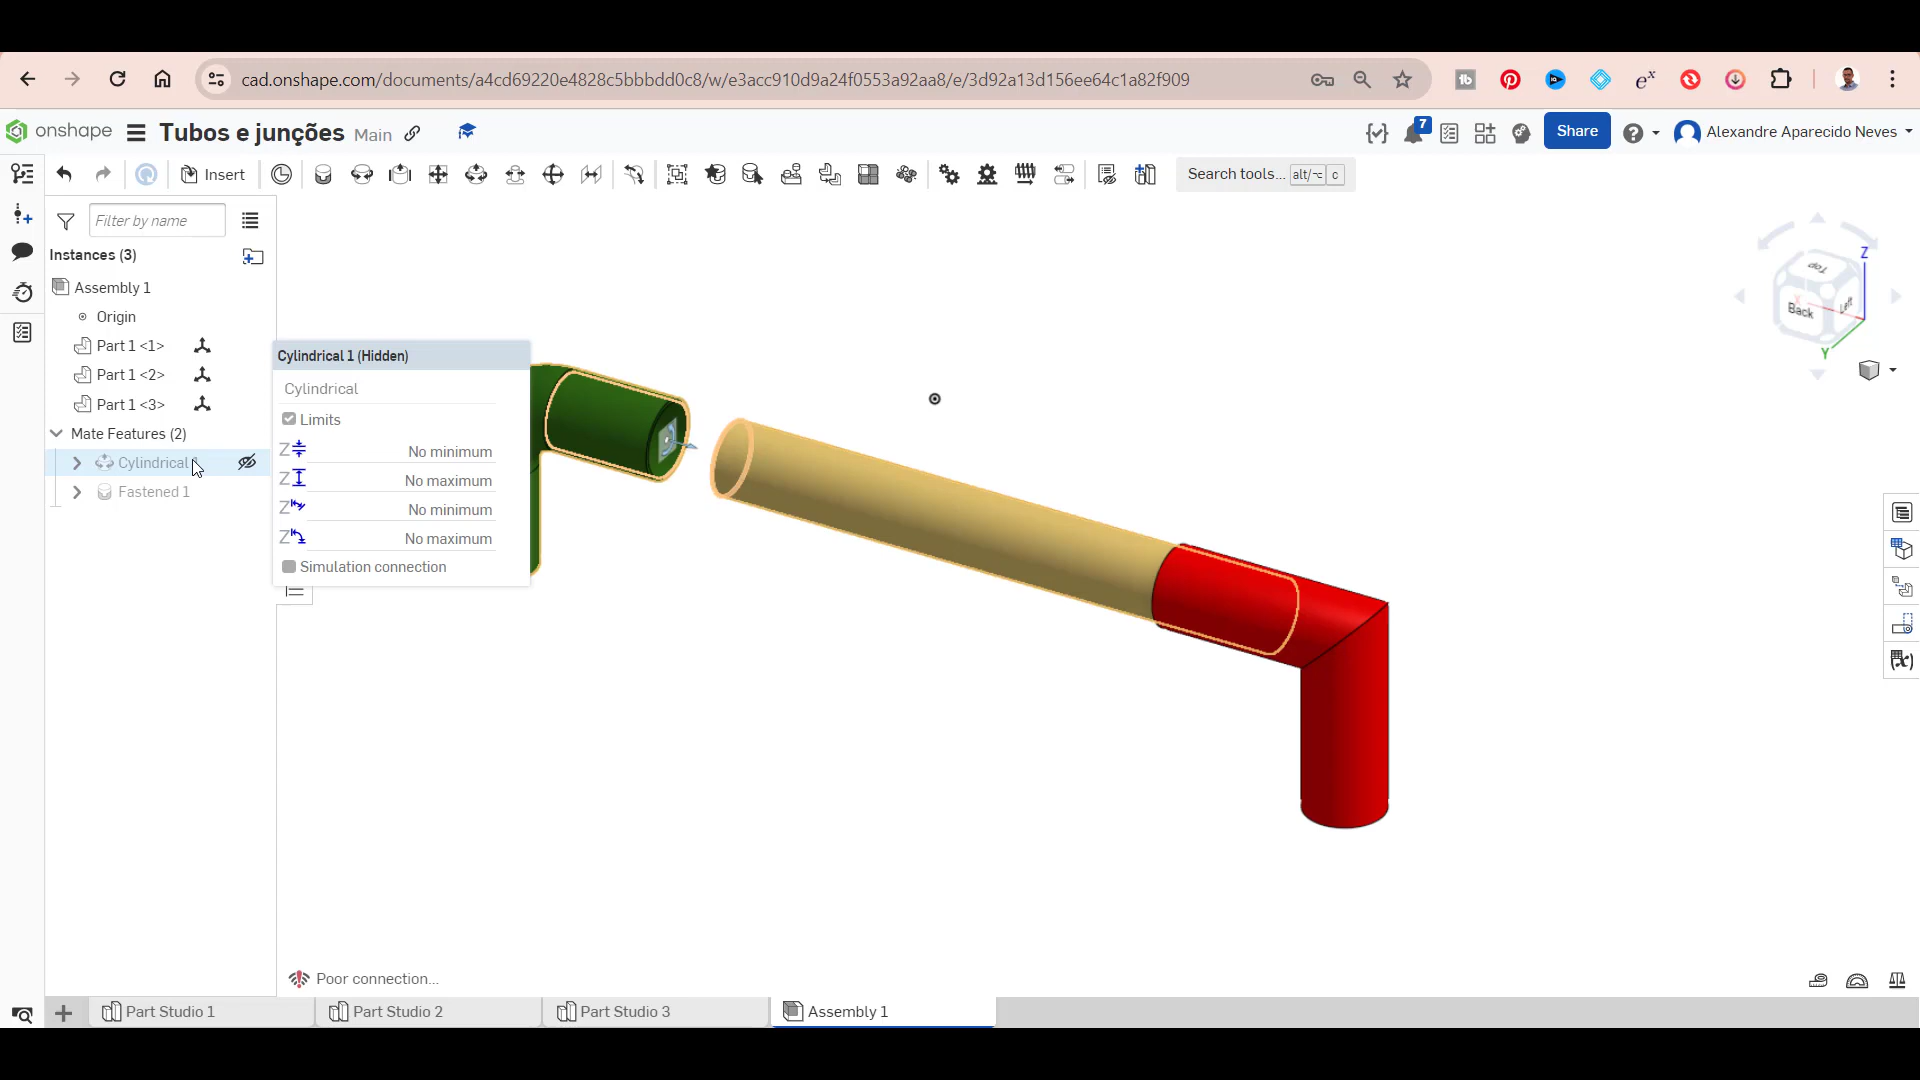 cad.onshape.com/documents/a4cd69220e4828c5bbbdd0c8/w/e3acc910d9a24f0553a92aa8/e/3d92a13d156ee64c1a82f909
onshape Tubos e junções Main 7 Share Alexandre Aparecido Neves
Insert Search tools... alt/⌥ c
Filter by name
Instances (3)
Assembly 1
Origin
Part 1 <1>
Part 1 <2>
Part 1 <3>
Mate Features (2)
Cylindrical
Fastened 1
Cylindrical 1 (Hidden)
Cylindrical
Limits
Z No minimum
Z No maximum
Z No minimum
Z No maximum
Simulation connection
Top
Back
Left
X
Y
Z
Poor connection...
Part Studio 1 Part Studio 2 Part Studio 3 Assembly 1